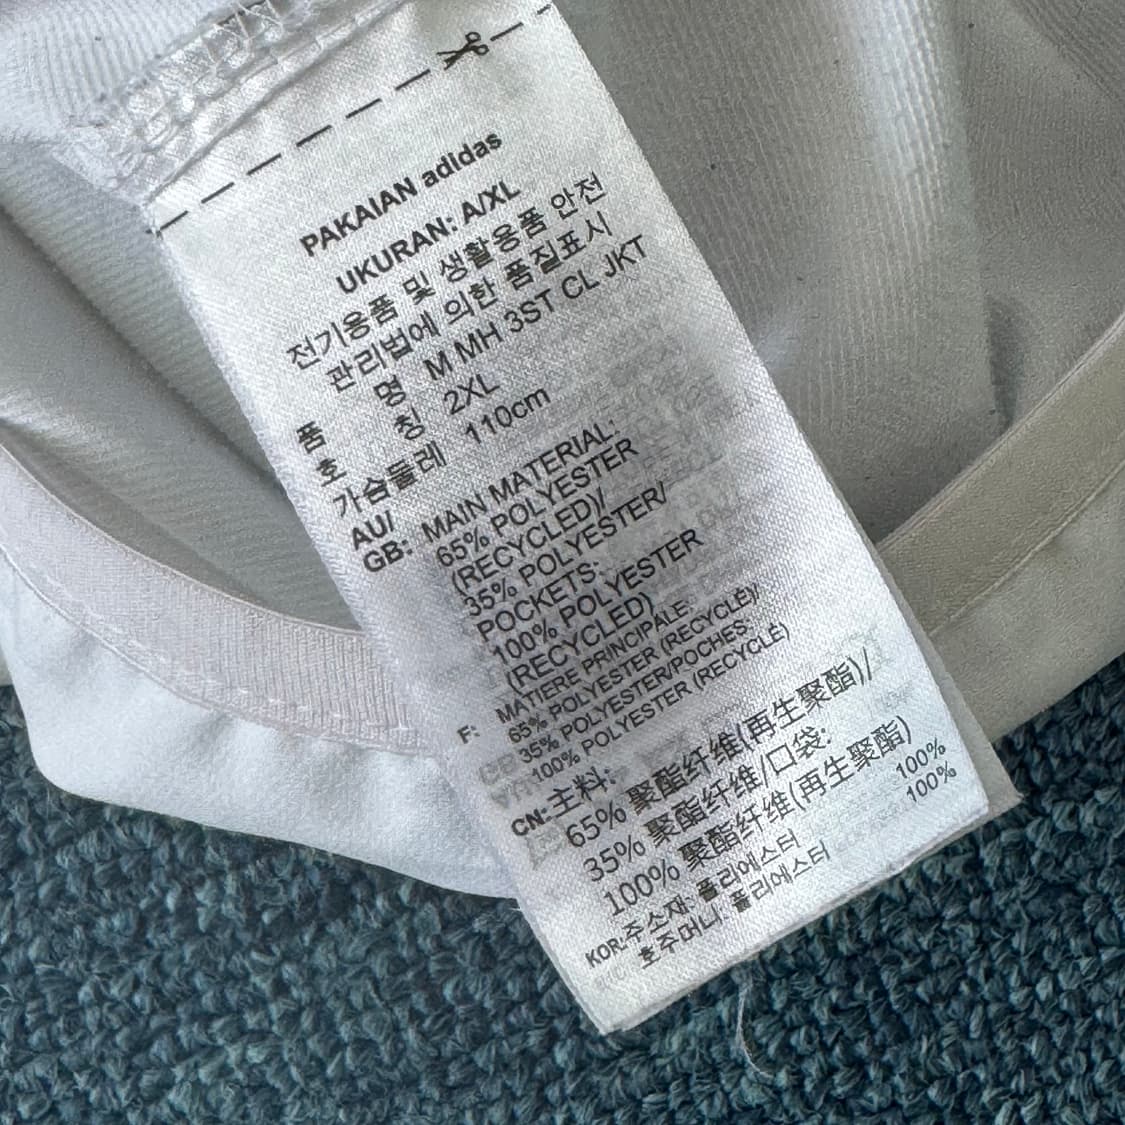 PAKAIAN adidas
UKURAN: A/XL
전기용품 및 생활용품 안전
관리법에 의한 품질표시
품 명 M MH 3ST CL JKT
호 칭 2XL
가슴둘레 110cm
AU/
GB: MAIN MATERIAL:
65% POLYESTER
(RECYCLED)/
35% POLYESTER/
POCKETS:
100% POLYESTER
(RECYCLED)
F: MATIERE PRINCIPALE:
65% POLYESTER (RECYCLÉ)/
35% POLYESTER/POCHES:
100% POLYESTER (RECYCLÉ)
CN: 主料:
65% 聚酯纤维(再生聚酯)/
35% 聚酯纤维/口袋:
100% 聚酯纤维(再生聚酯)
KOR:주소재: 폴리에스터 100%
호주머니: 폴리에스터 100%